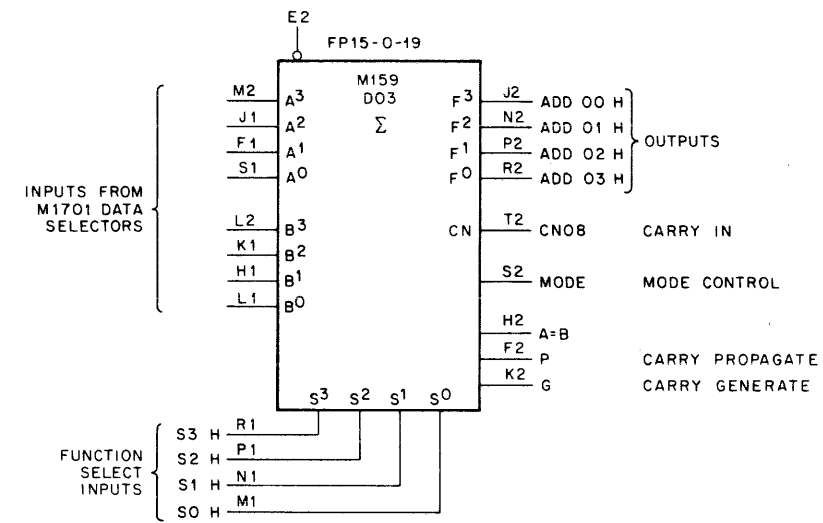 E2
FP15-0-19
M159
D03
Σ
M2 A3 F3 J2 ADD 00 H
J1 A2 F2 N2 ADD 01 H
F1 A1 F1 P2 ADD 02 H
S1 A0 F0 R2 ADD 03 H
OUTPUTS
INPUTS FROM
M1701 DATA
SELECTORS
L2 B3 CN T2 CN08 CARRY IN
K1 B2
H1 B1 S2 MODE MODE CONTROL
L1 B0
H2 A=B
F2 P CARRY PROPAGATE
K2 G CARRY GENERATE
S3 S2 S1 S0
FUNCTION
SELECT
INPUTS
S3 H R1
S2 H P1
S1 H N1
S0 H M1